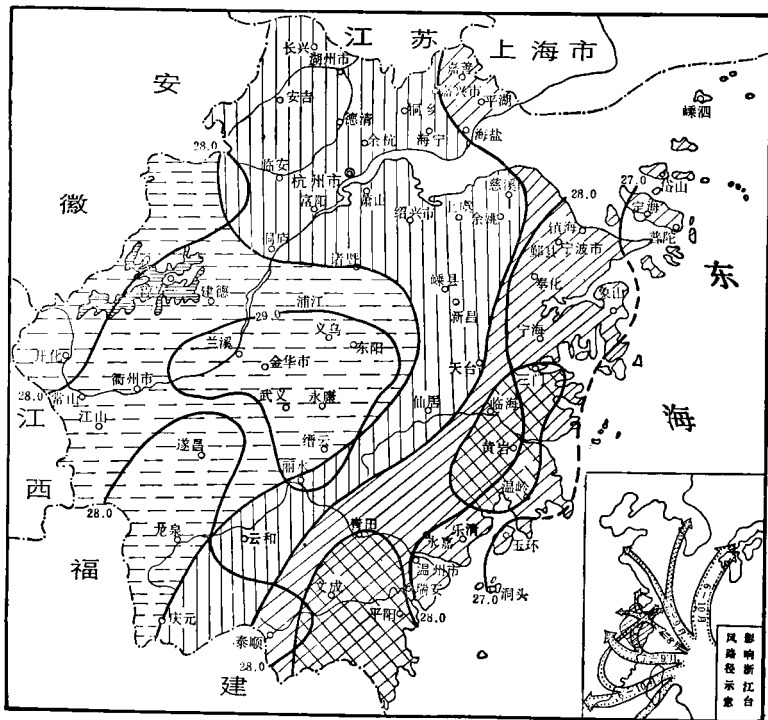 江 苏
上海市
安
徽
江
西
福
建
东
海
长兴
湖州市
嘉善
嘉兴市
平湖
嵊泗
安吉
桐乡
德清
余杭
海宁
海盐
28.0
临安
杭州市
慈溪
28.0
27.0
岱山
富阳
萧山
绍兴市
上虞
余姚
定海
镇海
普陀
桐庐
鄞县
宁波市
诸暨
奉化
嵊县
象山
建德
浦江
新昌
29.0
义乌
宁海
兰溪
东阳
开化
金华市
天台
三门
衢州市
28.0
常山
武义
永康
仙居
临海
江山
黄岩
遂昌
缙云
丽水
温岭
28.0
龙泉
云和
青田
永嘉
乐清
玉环
温州市
文成
瑞安
27.0
洞头
庆元
平阳
28.0
泰顺
28.0
影响浙江台
风路径示意